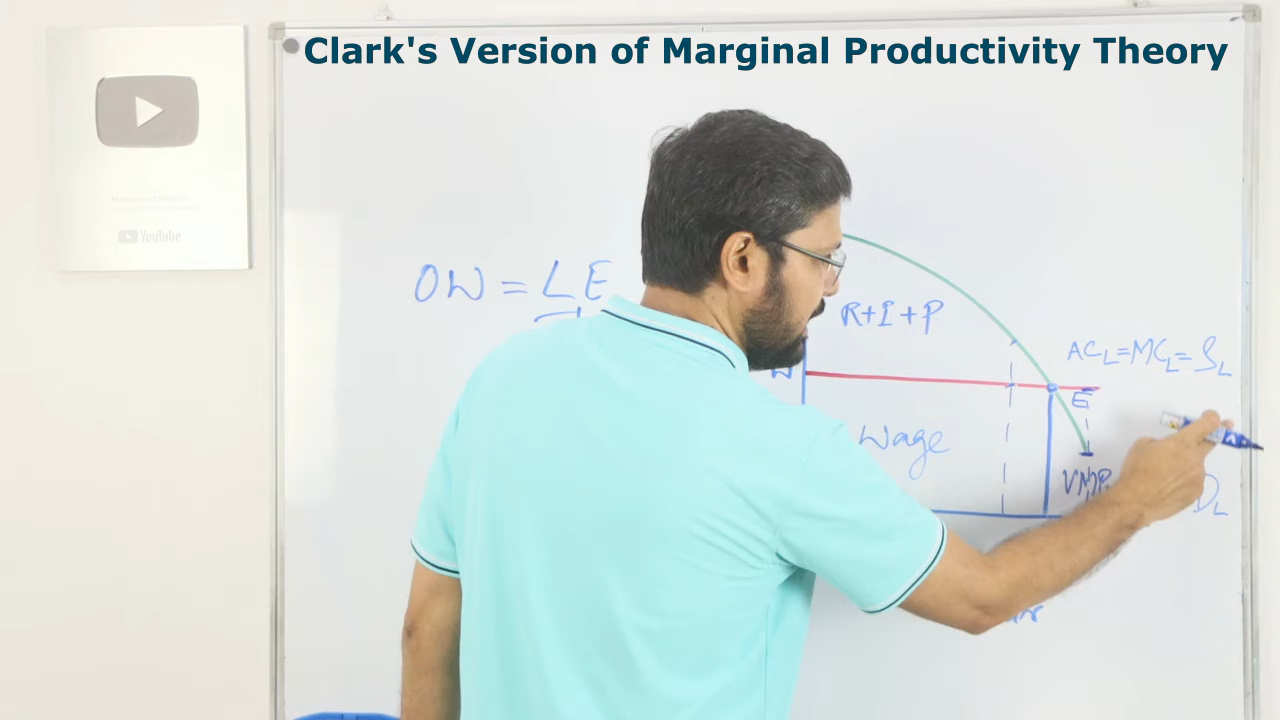 Clark's Version of Marginal Productivity Theory
YouTube
OW = LE
R+I+P
AC_L=MC_L=S_L
W
E
Wage
VMP
D_L